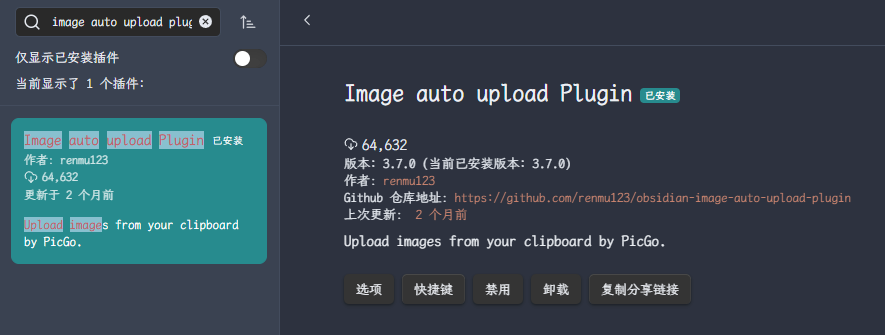 image auto upload plug
仅显示已安装插件
当前显示了 1 个插件:
Image auto upload Plugin 已安装
作者: renmu123
64,632
更新于 2 个月前
Upload images from your clipboard
by PicGo.
Image auto upload Plugin 已安装
64,632
版本: 3.7.0 (当前已安装版本: 3.7.0)
作者: renmu123
Github 仓库地址: https://github.com/renmu123/obsidian-image-auto-upload-plugin
上次更新: 2 个月前
Upload images from your clipboard by PicGo.
选项 快捷键 禁用 卸载 复制分享链接